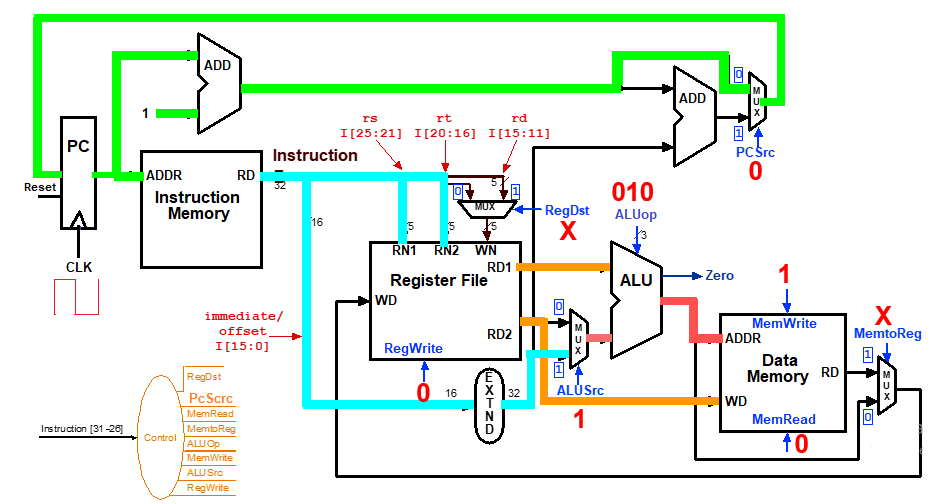 ADD
1
PC
Reset
CLK
ADDR
RD
Instruction
Memory
Instruction
32
16
rs
I[25:21]
rt
I[20:16]
rd
I[15:11]
5
0
1
MUX
RegDst
X
5
5
5
RN1
RN2
WN
RD1
Register File
WD
RD2
RegWrite
0
immediate/
offset
I[15:0]
16
EXTND
32
0
MUX
1
ALUSrc
1
010
ALUop
3
ALU
Zero
ADD
0
MUX
1
PCSrc
0
1
MemWrite
ADDR
Data
Memory
RD
WD
MemRead
0
X
MemtoReg
1
MUX
0
Instruction [31-26]
Control
RegDst
PcScrc
MemRead
MemtoReg
ALUOp
MemWrite
ALUSrc
RegWrite